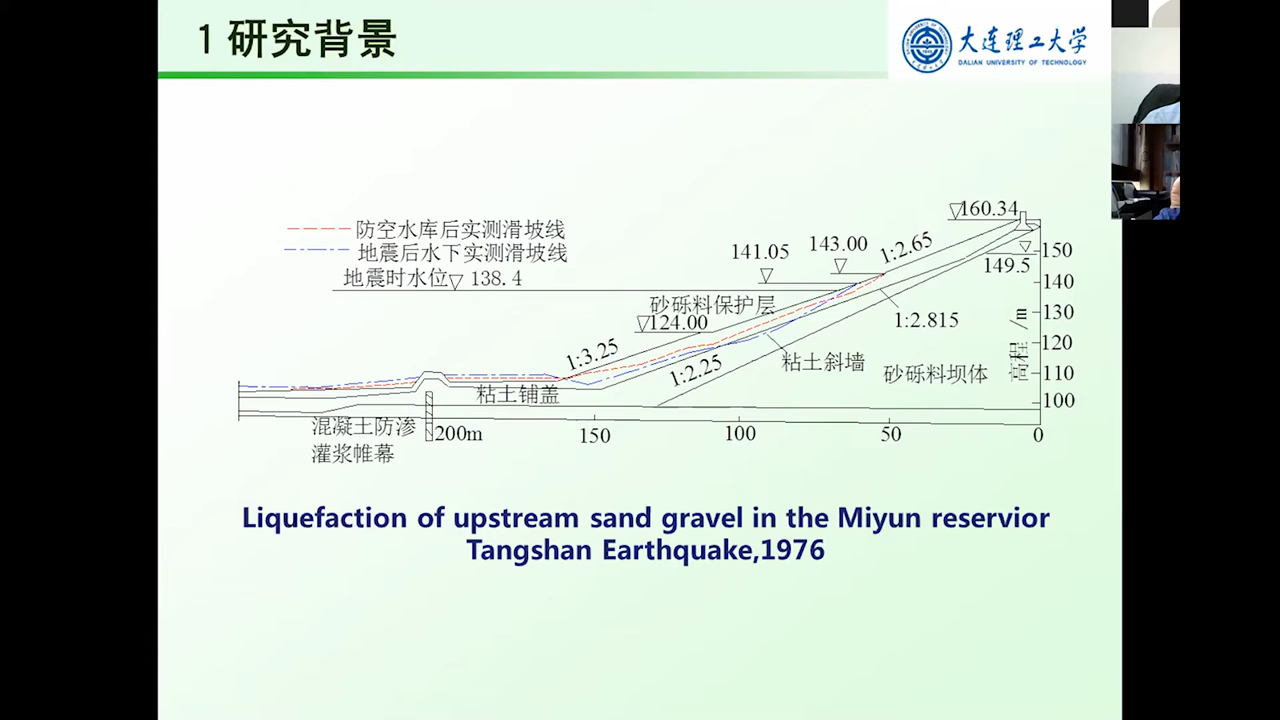 1 研究背景
大连理工大学
DALIAN UNIVERSITY OF TECHNOLOGY
防空水库后实测滑坡线
地震后水下实测滑坡线
地震时水位▽ 138.4
▽160.34
141.05
143.00
1:2.65
149.5
150
140
130
120
110
100
高程 /m
砂砾料保护层
▽124.00
1:2.815
1:3.25
1:2.25
粘土斜墙
砂砾料坝体
粘土铺盖
混凝土防渗
灌浆帷幕
200m
150
100
50
0
Liquefaction of upstream sand gravel in the Miyun reservior
Tangshan Earthquake,1976